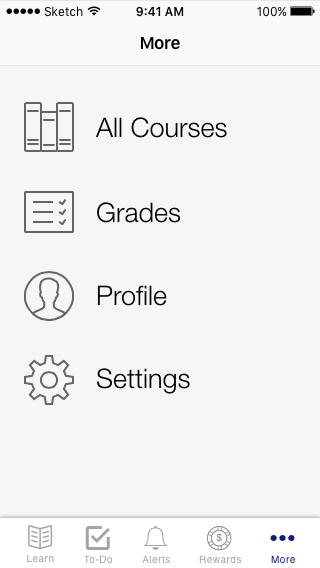 Sketch 9:41 AM 100%
More
All Courses
Grades
Profile
Settings
$
Learn To-Do Alerts Rewards More